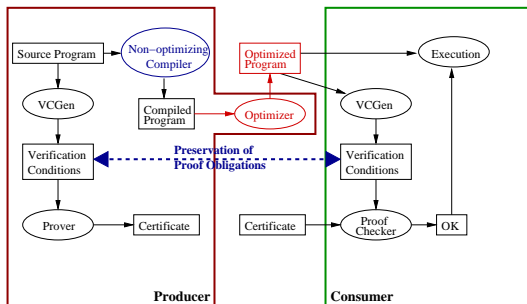 Source Program
Non-optimizing
Compiler
Optimized
Program
Execution
VCGen
Compiled
Program
Optimizer
VCGen
Verification
Conditions
Preservation of
Proof Obligations
Verification
Conditions
Prover
Certificate
Certificate
Proof
Checker
OK
Producer
Consumer